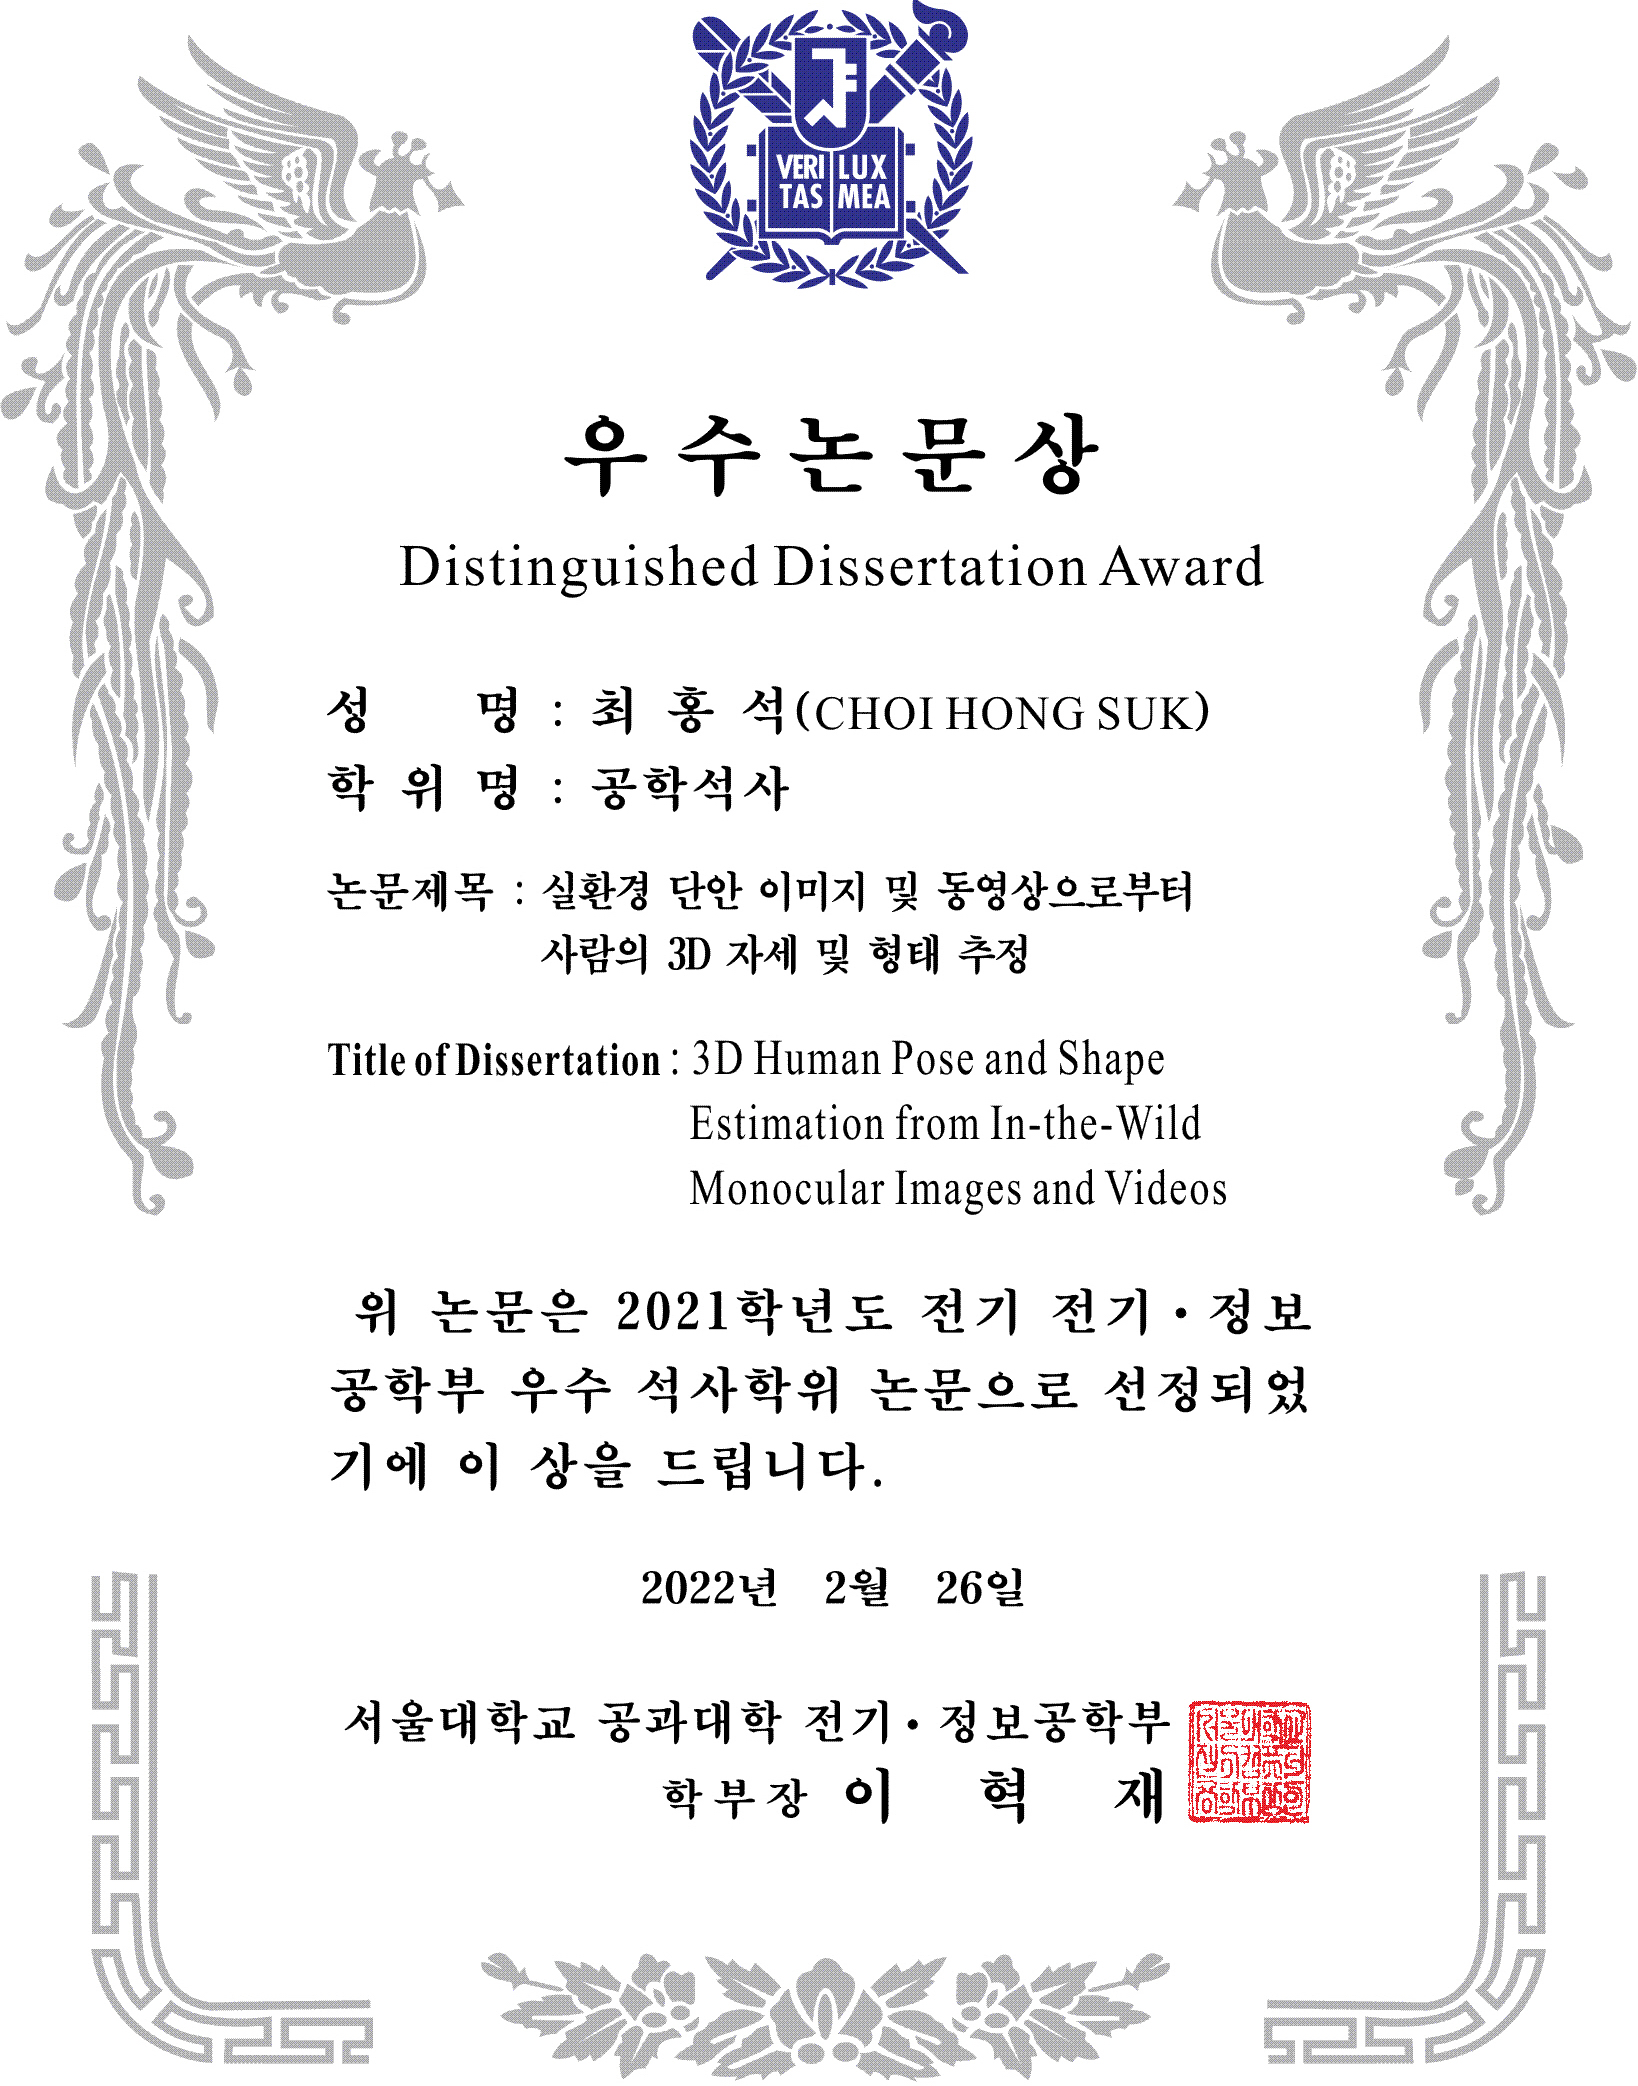 VERI LUX
TAS MEA
우수논문상
Distinguished Dissertation Award
성 명 : 최 홍 석(CHOI HONG SUK)
학 위 명 : 공학석사
논문제목 : 실환경 단안 이미지 및 동영상으로부터
사람의 3D 자세 및 형태 추정
Title of Dissertation : 3D Human Pose and Shape
Estimation from In-the-Wild
Monocular Images and Videos
위 논문은 2021학년도 전기 전기·정보
공학부 우수 석사학위 논문으로 선정되었
기에 이 상을 드립니다.
2022년 2월 26일
서울대학교 공과대학 전기·정보공학부
학부장 이 혁 재